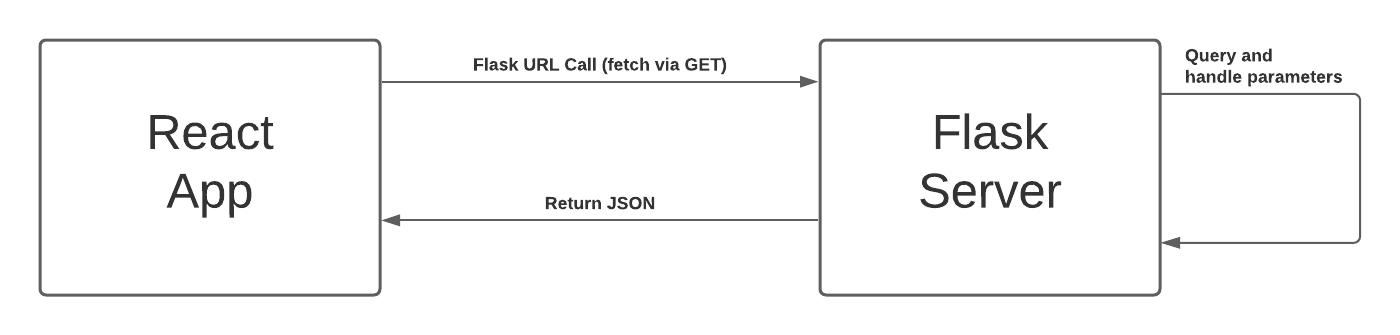 React
App
Flask URL Call (fetch via GET)
Return JSON
Flask
Server
Query and
handle parameters